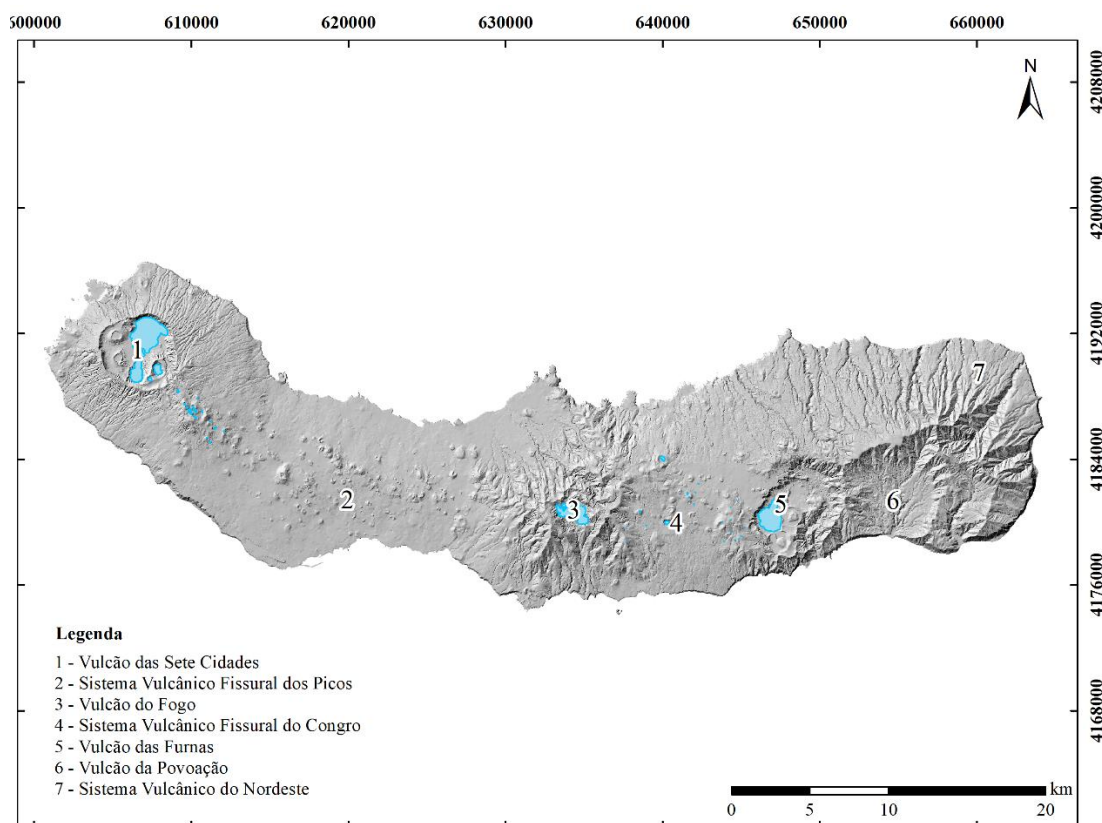 600000 610000 620000 630000 640000 650000 660000
N
4208000
4200000
4192000
4184000
4176000
4168000
1
2
3
4
5
6
7
Legenda
1 - Vulcão das Sete Cidades
2 - Sistema Vulcânico Fissural dos Picos
3 - Vulcão do Fogo
4 - Sistema Vulcânico Fissural do Congro
5 - Vulcão das Furnas
6 - Vulcão da Povoação
7 - Sistema Vulcânico do Nordeste
km
0 5 10 20